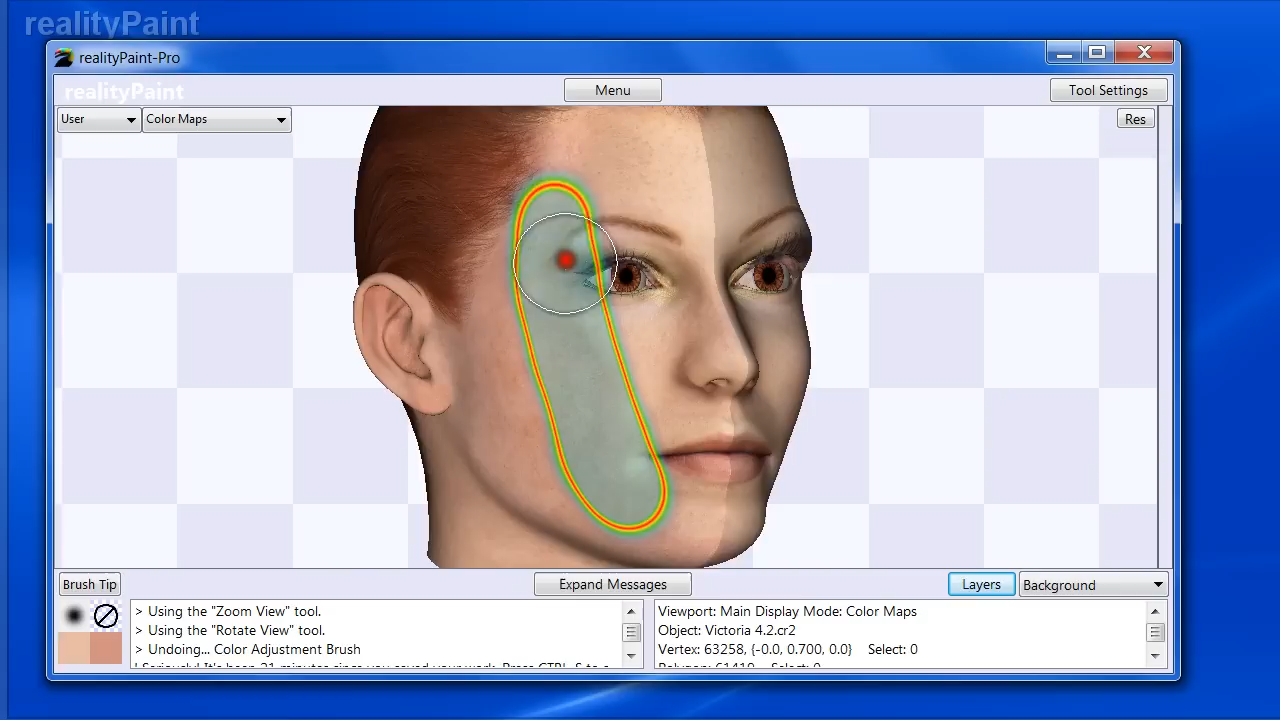 realityPaint
realityPaint-Pro
realityPaint
Menu
Tool Settings
User
Color Maps
Res
Brush Tip
Expand Messages
Layers
Background
> Using the "Zoom View" tool.
> Using the "Rotate View" tool.
> Undoing... Color Adjustment Brush
Viewport: Main Display Mode: Color Maps
Object: Victoria 4.2.cr2
Vertex: 63258, {-0.0, 0.700, 0.0} Select: 0